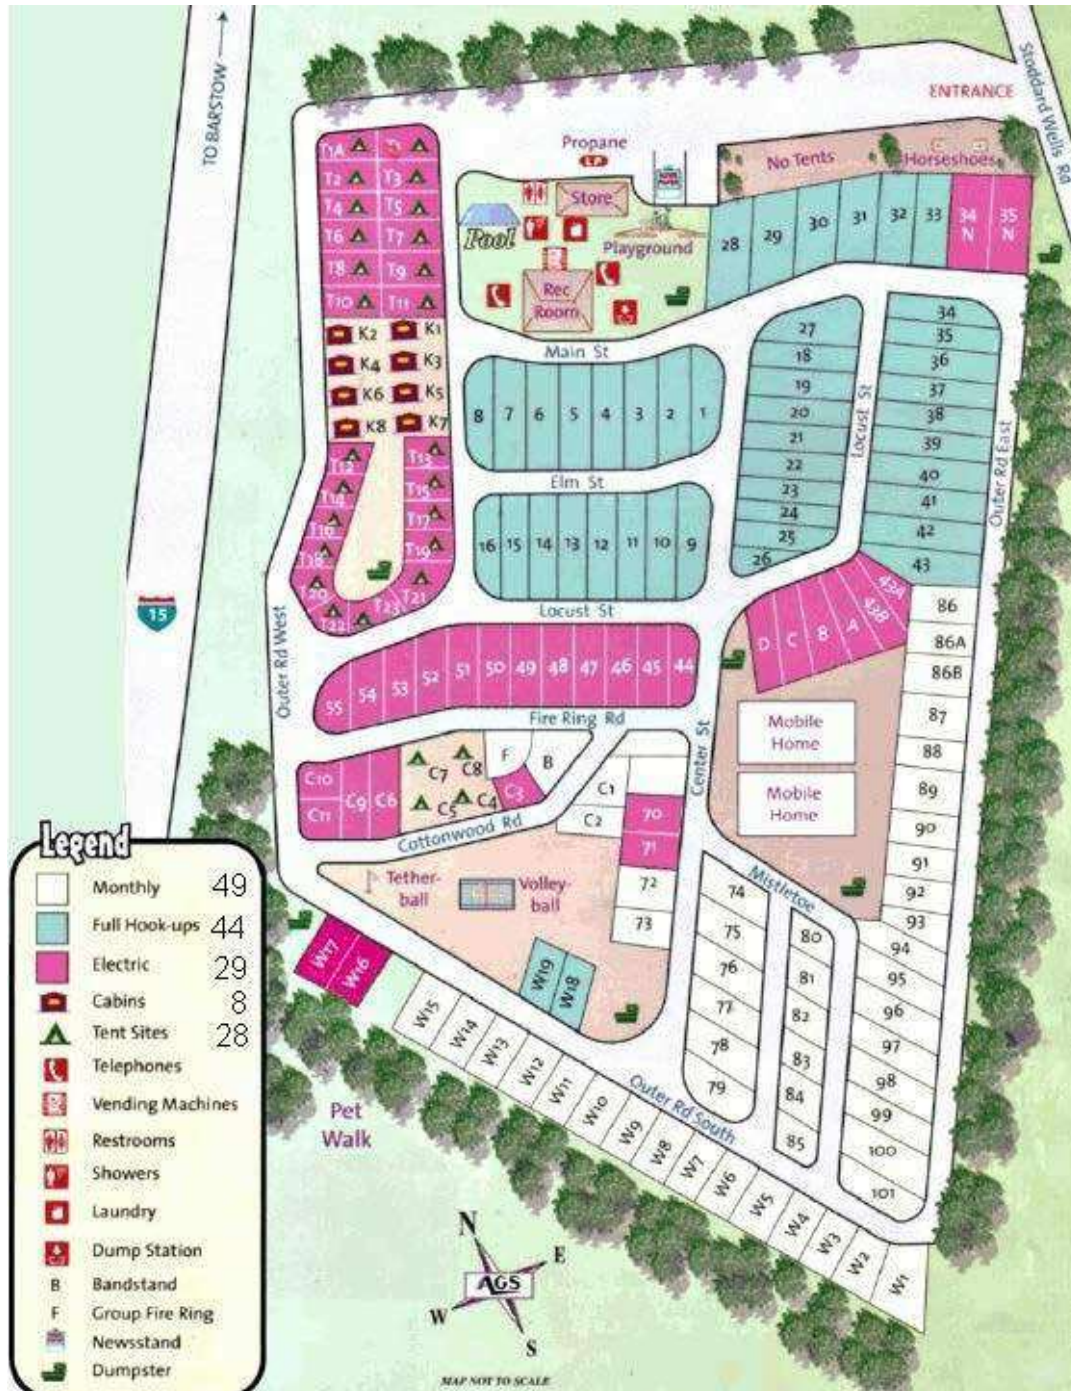 TO BARSTOW
Stoddard Wells Rd
ENTRANCE
Propane
LP
No Tents
Horseshoes
T1A
T2
T3
T4
T5
T6
T7
T8
T9
T10
T11
Store
Pool
Playground
Rec
Room
28
29
30
31
32
33
34
N
35
N
K2
K1
K4
K3
K6
K5
K8
K7
Main St
8
7
6
5
4
3
2
1
Elm St
16
15
14
13
12
11
10
9
Locust St
27
18
19
20
21
22
23
24
25
26
Locust St
34
35
36
37
38
39
40
41
42
43
Outer Rd East
T12
T13
T14
T15
T16
T17
T18
T19
T20
T21
T22
T23
15
Outer Rd West
55
54
53
52
51
50
49
48
47
46
45
44
Fire Ring Rd
Center St
D
C
B
A
43B
43A
86
86A
86B
87
88
89
90
91
92
93
94
95
96
97
98
99
100
101
Mobile
Home
Mobile
Home
C10
C11
C9
C6
C7
C8
C5
C4
F
B
C3
C1
C2
70
71
72
73
Cottonwood Rd
Tether-
ball
Volley-
ball
Mistletoe
74
75
76
77
78
79
80
81
82
83
84
85
W17
W16
W19
W18
W15
W14
W13
W12
W11
W10
W9
W8
W7
W6
W5
W4
W3
W2
W1
Outer Rd South
Pet
Walk
Legend
Monthly 49
Full Hook-ups 44
Electric 29
Cabins 8
Tent Sites 28
Telephones
Vending Machines
Restrooms
Showers
Laundry
Dump Station
B Bandstand
F Group Fire Ring
Newsstand
Dumpster
N
E
AGS
W
S
MAP NOT TO SCALE